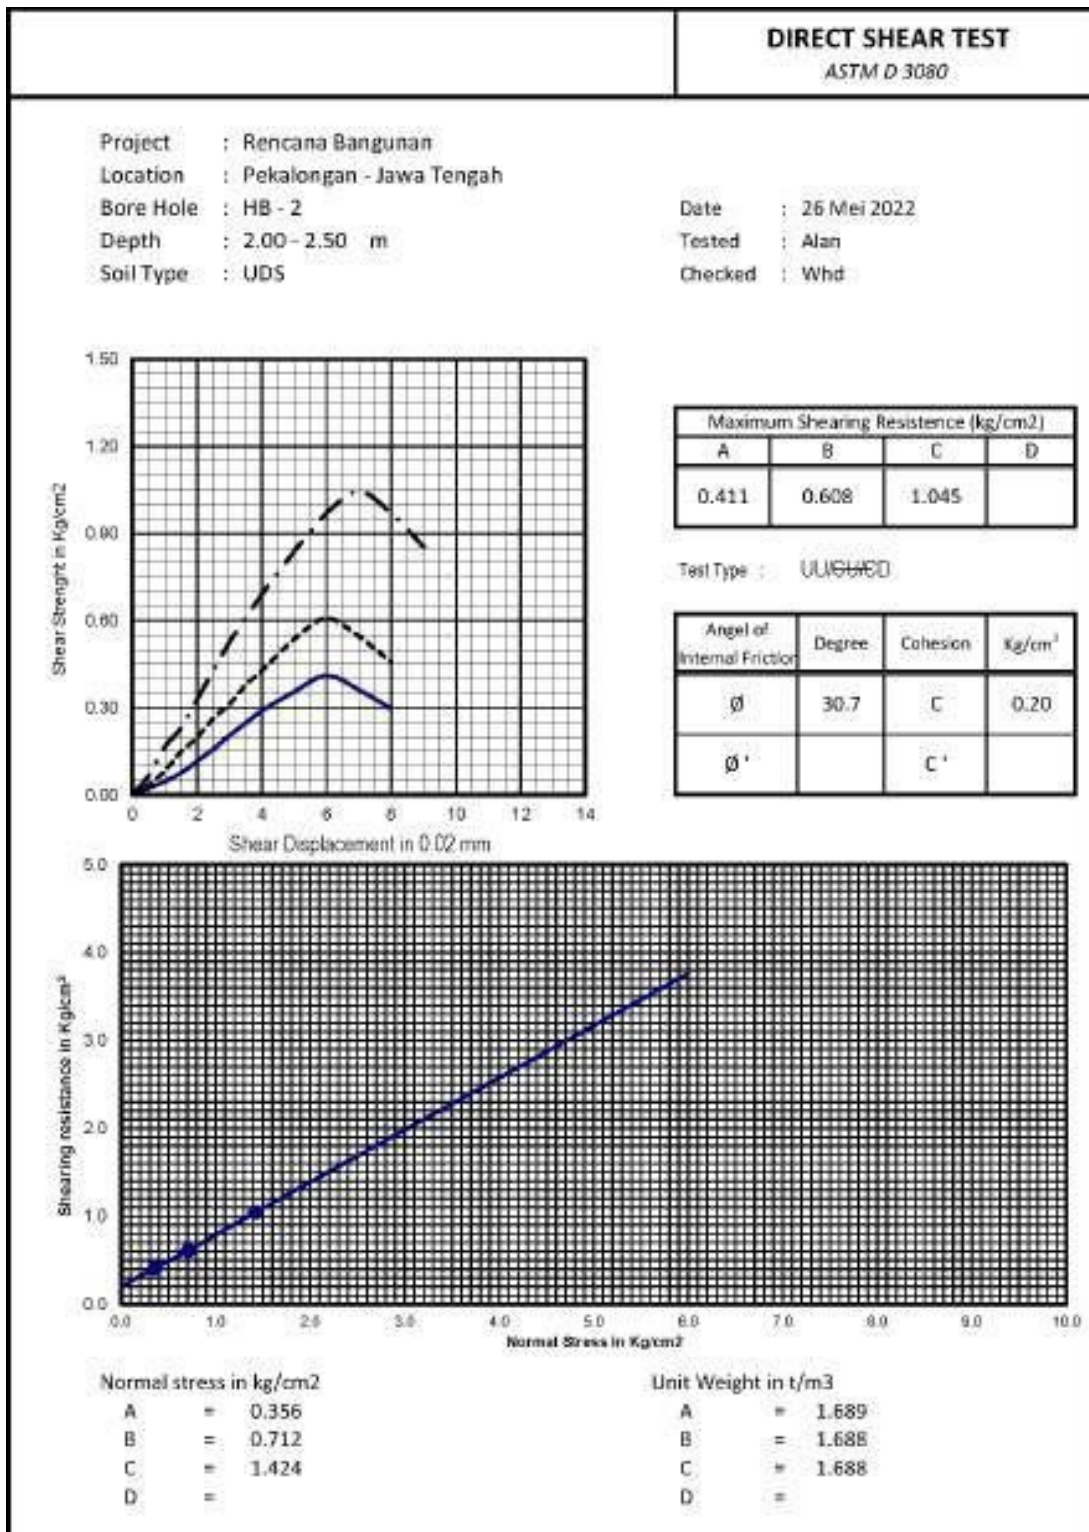 DIRECT SHEAR TEST
ASTM D 3080
Project : Rencana Bangunan
Location : Pekalongan - Jawa Tengah
Bore Hole : HB - 2
Depth : 2.00 - 2.50 m
Soil Type : UDS
Date : 26 Mei 2022
Tested : Alan
Checked : Whd
Shear Strenght in Kg/cm2
1.50
1.20
0.90
0.60
0.30
0.00
0 2 4 6 8 10 12 14
Shear Displacement in 0.02 mm
Maximum Shearing Resistence (kg/cm2)
A B C D
0.411 0.608 1.045
Test Type : UU/CU/CD
Angel of Internal Friction Degree Cohesion Kg/cm²
Ø 30.7 C 0.20
Ø ' C '
Shearing resistance in Kg/cm²
5.0
4.0
3.0
2.0
1.0
0.0
0.0 1.0 2.0 3.0 4.0 5.0 6.0 7.0 8.0 9.0 10.0
Normal Stress in Kg/cm2
Normal stress in kg/cm2
A = 0.356
B = 0.712
C = 1.424
D =
Unit Weight in t/m3
A = 1.689
B = 1.688
C = 1.688
D =